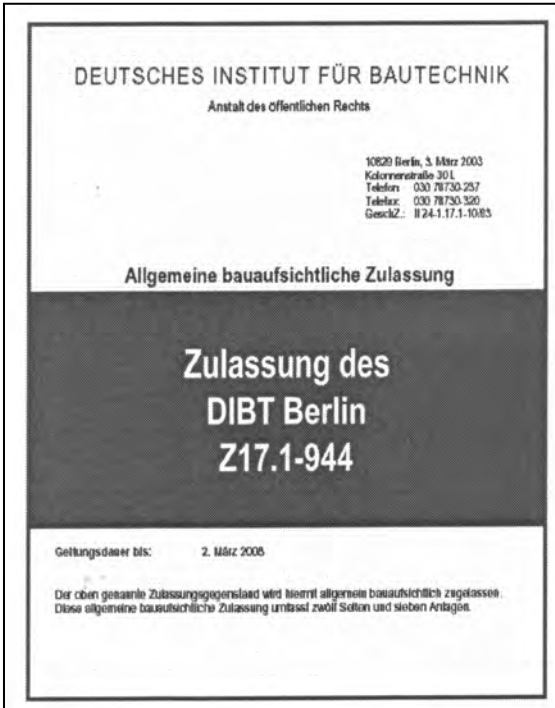 DEUTSCHES INSTITUT FÜR BAUTECHNIK
Anstalt des öffentlichen Rechts
10829 Berlin, 3. März 2003
Kolonnenstraße 30 L
Telefon: 030 78730-237
Telefax: 030 78730-320
GeschZ.: II 24-1.17.1-10/83
Allgemeine bauaufsichtliche Zulassung
Zulassung des
DIBT Berlin
Z17.1-944
Geltungsdauer bis: 2. März 2008
Der oben genannte Zulassungsgegenstand wird hiermit allgemein bauaufsichtlich zugelassen.
Diese allgemeine bauaufsichtliche Zulassung umfasst zwölf Seiten und sieben Anlagen.